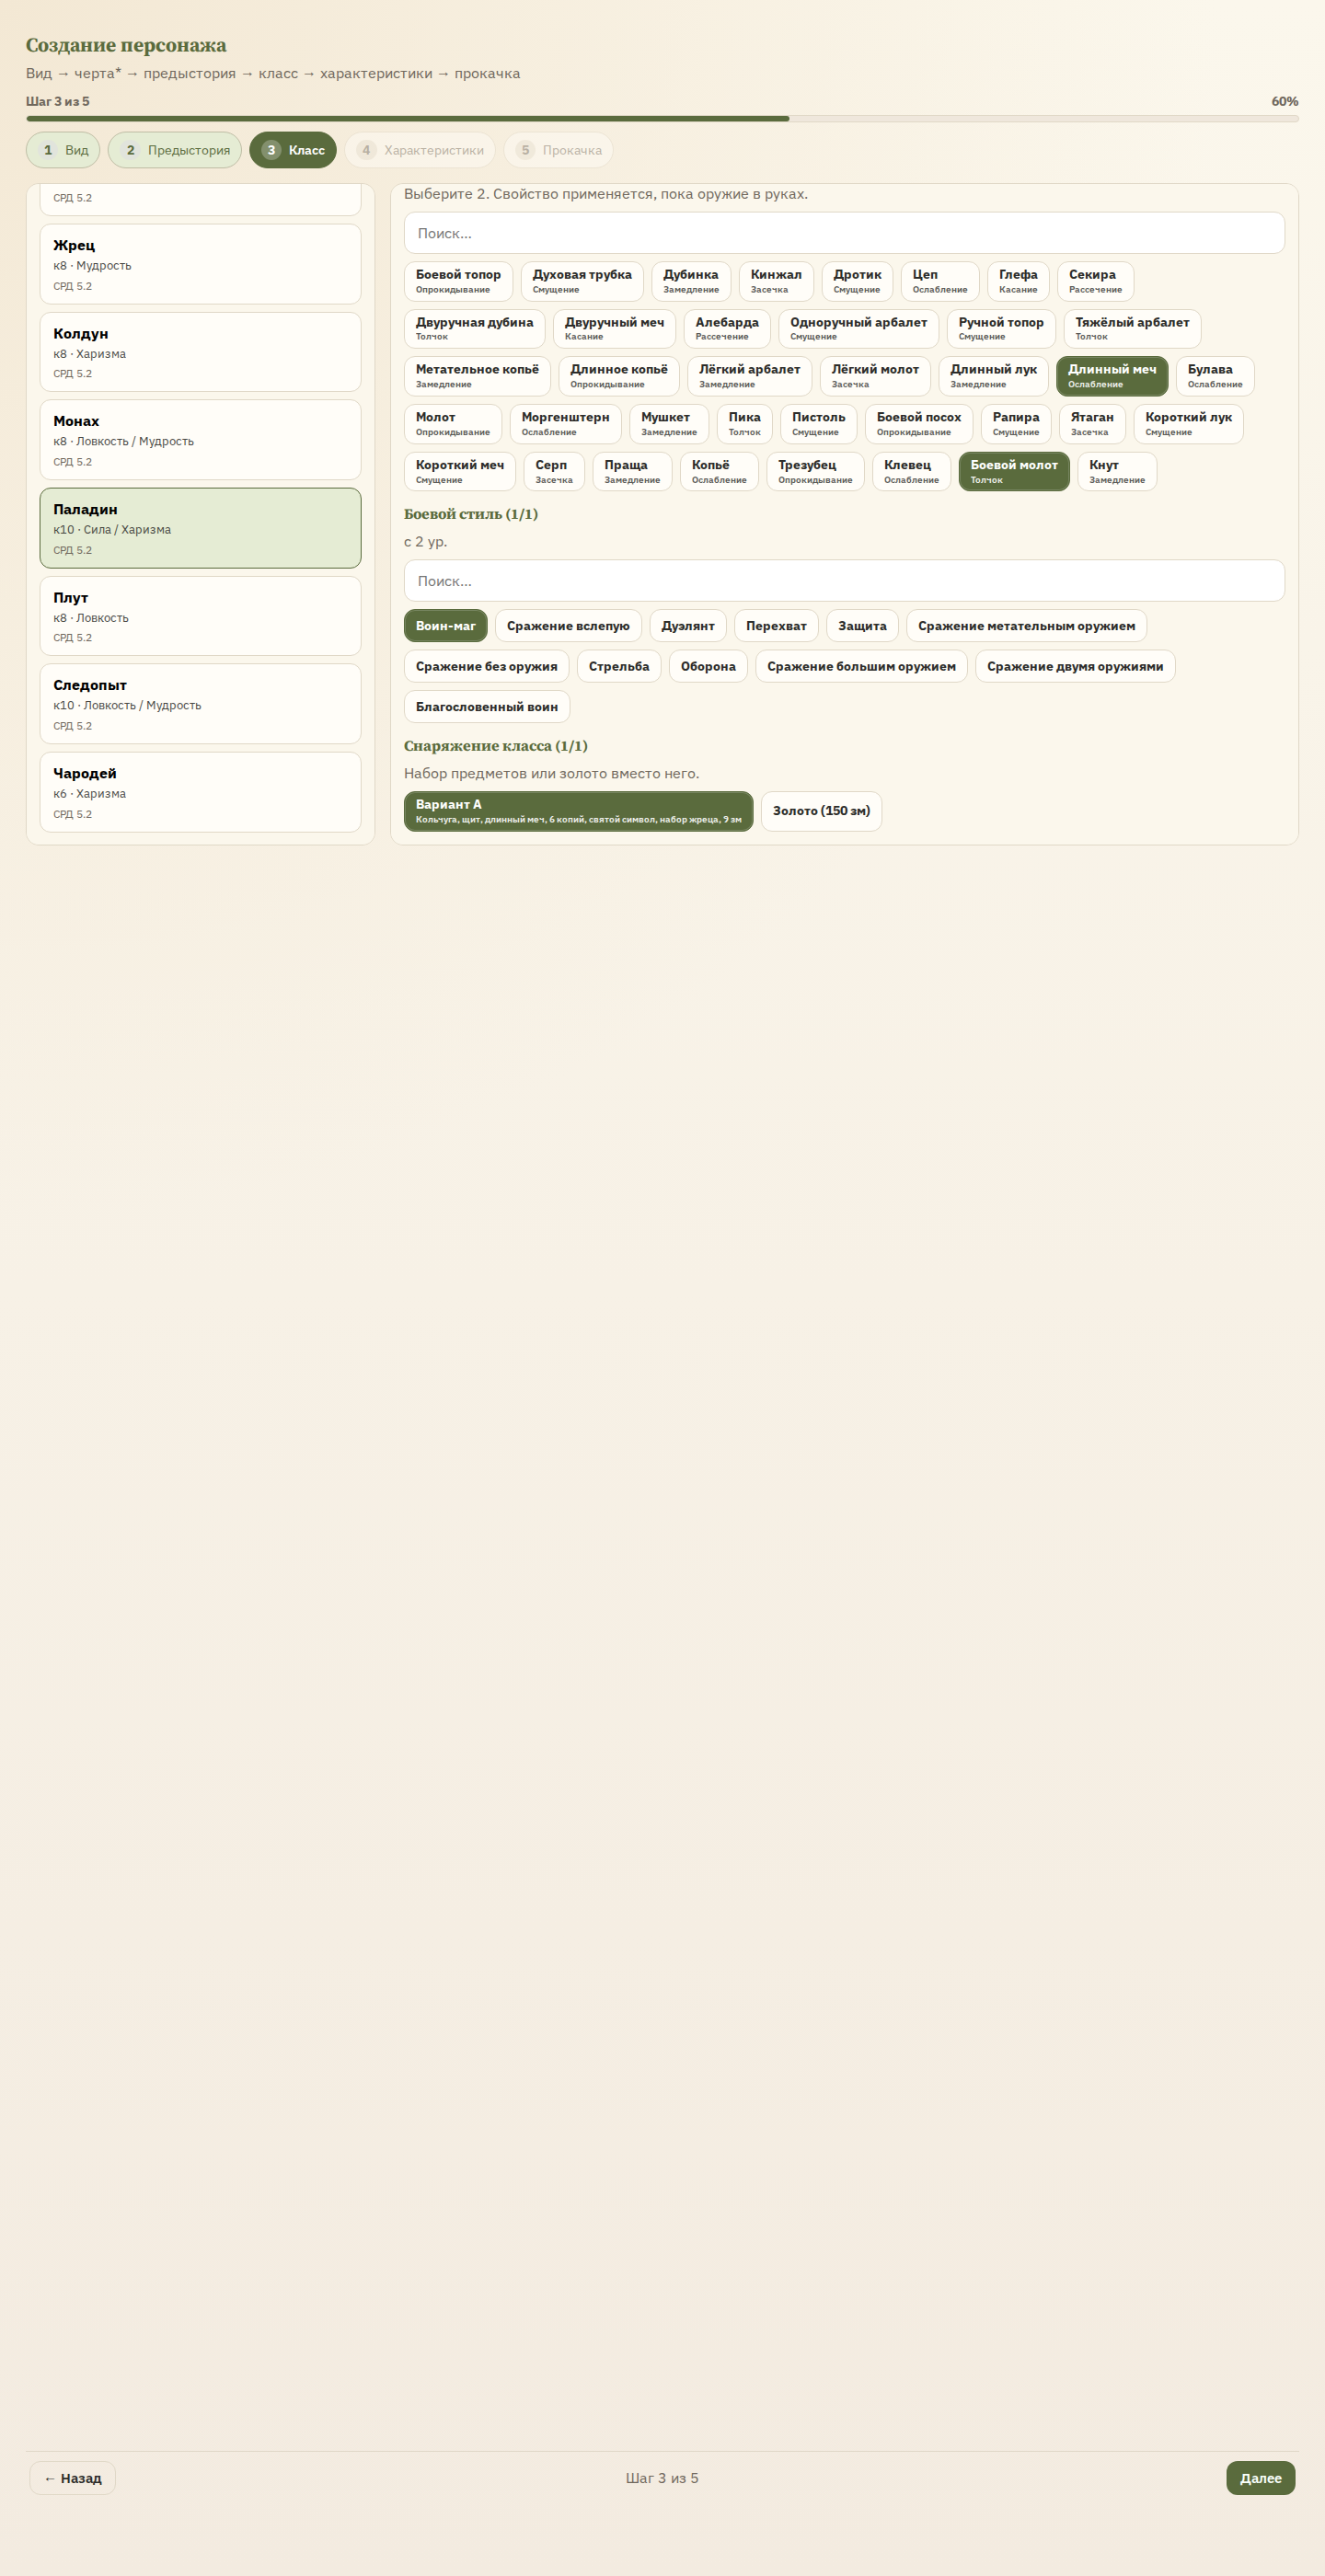 Создание персонажа
Вид → черта* → предыстория → класс → характеристики → прокачка
Шаг 3 из 5
60%
1 Вид
2 Предыстория
3 Класс
4 Характеристики
5 Прокачка
СРД 5.2
Жрец
к8 · Мудрость
СРД 5.2
Колдун
к8 · Харизма
СРД 5.2
Монах
к8 · Ловкость / Мудрость
СРД 5.2
Паладин
к10 · Сила / Харизма
СРД 5.2
Плут
к8 · Ловкость
СРД 5.2
Следопыт
к10 · Ловкость / Мудрость
СРД 5.2
Чародей
к6 · Харизма
СРД 5.2
Выберите 2. Свойство применяется, пока оружие в руках.
Поиск...
Боевой топор
Опрокидывание
Духовая трубка
Смущение
Дубинка
Замедление
Кинжал
Засечка
Дротик
Смущение
Цеп
Ослабление
Глефа
Касание
Секира
Рассечение
Двуручная дубина
Толчок
Двуручный меч
Касание
Алебарда
Рассечение
Одноручный арбалет
Смущение
Ручной топор
Смущение
Тяжёлый арбалет
Толчок
Метательное копьё
Замедление
Длинное копьё
Опрокидывание
Лёгкий арбалет
Замедление
Лёгкий молот
Засечка
Длинный лук
Замедление
Длинный меч
Ослабление
Булава
Ослабление
Молот
Опрокидывание
Моргенштерн
Ослабление
Мушкет
Замедление
Пика
Толчок
Пистоль
Смущение
Боевой посох
Опрокидывание
Рапира
Смущение
Ятаган
Засечка
Короткий лук
Смущение
Короткий меч
Смущение
Серп
Засечка
Праща
Замедление
Копьё
Ослабление
Трезубец
Опрокидывание
Клевец
Ослабление
Боевой молот
Толчок
Кнут
Замедление
Боевой стиль (1/1)
с 2 ур.
Поиск...
Воин-маг
Сражение вслепую
Дуэлянт
Перехват
Защита
Сражение метательным оружием
Сражение без оружия
Стрельба
Оборона
Сражение большим оружием
Сражение двумя оружиями
Благословенный воин
Снаряжение класса (1/1)
Набор предметов или золото вместо него.
Вариант А
Кольчуга, щит, длинный меч, 6 копий, святой символ, набор жреца, 9 зм
Золото (150 зм)
← Назад
Шаг 3 из 5
Далее